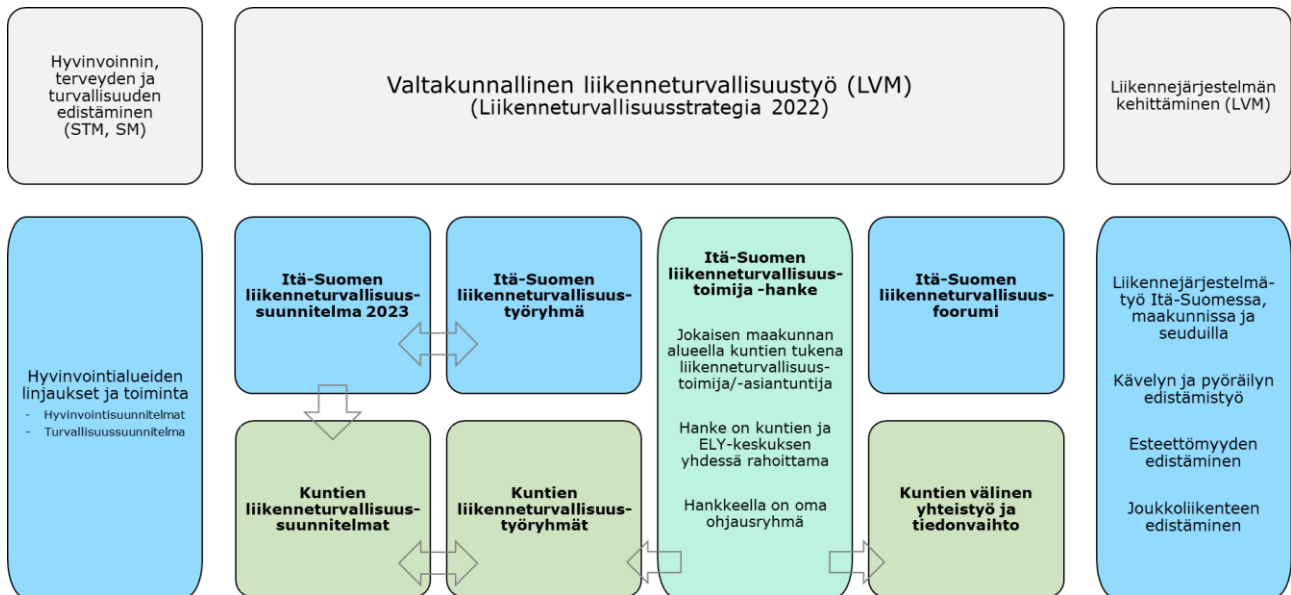 Hyvinvoinnin,
terveyden ja
turvallisuuden
edistäminen
(STM, SM)
Valtakunnallinen liikenneturvallisuustyö (LVM)
(Liikenneturvallisuusstrategia 2022)
Liikennejärjestelmän
kehittäminen (LVM)
Hyvinvointialueiden
linjaukset ja toiminta
- Hyvinvointisuunnitelmat
- Turvallisuussuunnitelma
Itä-Suomen
liikenneturvallisuus-
suunnitelma 2023
Itä-Suomen
liikenneturvallisuus-
työryhmä
Itä-Suomen
liikenneturvallisuus-
toimija -hanke
Jokaisen maakunnan
alueella kuntien tukena
liikenneturvallisuus-
toimija/-asiantuntija
Hanke on kuntien ja
ELY-keskuksen
yhdessä rahoittama
Hankkeella on oma
ohjausryhmä
Itä-Suomen
liikenneturvallisuus-
foorumi
Kuntien
liikenneturvallisuus-
suunnitelmat
Kuntien
liikenneturvallisuus-
työryhmät
Kuntien välinen
yhteistyö ja
tiedonvaihto
Liikennejärjestelmä-
työ Itä-Suomessa,
maakunnissa ja
seuduilla
Kävelyn ja pyöräilyn
edistämistyö
Esteettömyyden
edistäminen
Joukkoliikenteen
edistäminen